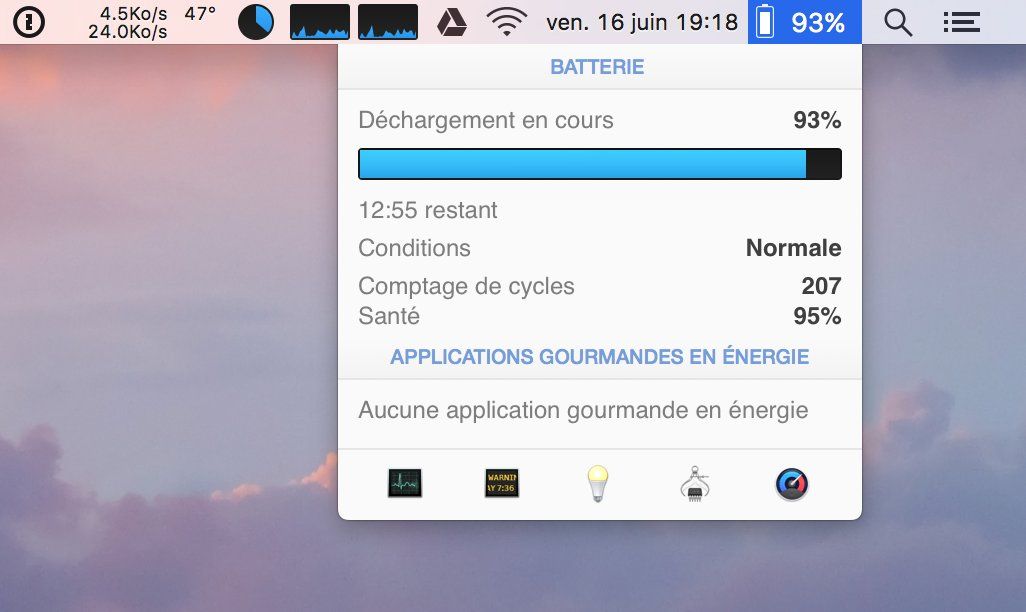 4.5Ko/s 47°
24.0Ko/s
ven. 16 juin 19:18 93%
BATTERIE
Déchargement en cours 93%
12:55 restant
Conditions Normale
Comptage de cycles 207
Santé 95%
APPLICATIONS GOURMANDES EN ÉNERGIE
Aucune application gourmande en énergie
WARNIN
AY 7:36